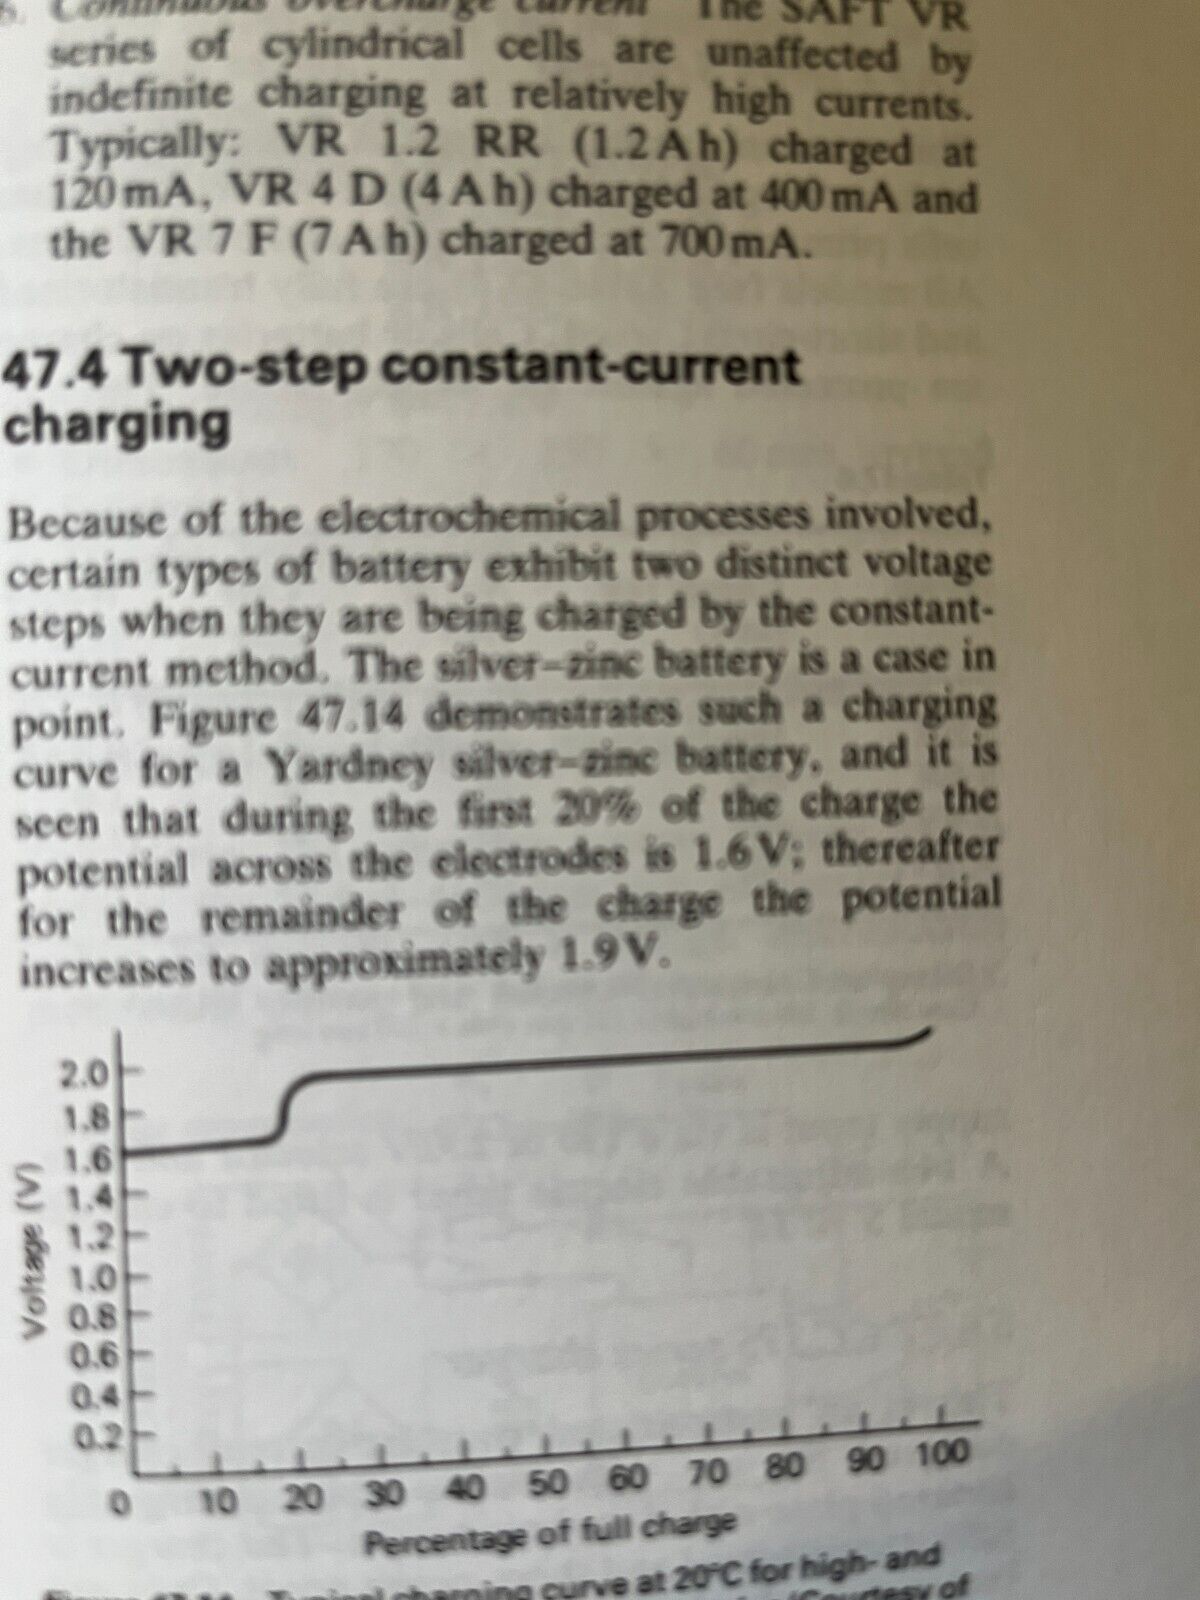 Continuous overcharge current The SAFT VR
series of cylindrical cells are unaffected by
indefinite charging at relatively high currents.
Typically: VR 1.2 RR (1.2 A h) charged at
120 mA, VR 4 D (4 A h) charged at 400 mA and
the VR 7 F (7 A h) charged at 700 mA.
47.4 Two-step constant-current
charging
Because of the electrochemical processes involved,
certain types of battery exhibit two distinct voltage
steps when they are being charged by the constant-
current method. The silver–zinc battery is a case in
point. Figure 47.14 demonstrates such a charging
curve for a Yardney silver–zinc battery, and it is
seen that during the first 20% of the charge the
potential across the electrodes is 1.6 V; thereafter
for the remainder of the charge the potential
increases to approximately 1.9 V.
2.0
1.8
1.6
1.4
1.2
1.0
0.8
0.6
0.4
0.2
Voltage (V)
0 10 20 30 40 50 60 70 80 90 100
Percentage of full charge
Figure 47.14 Typical charging curve at 20°C for high- and
(Courtesy of